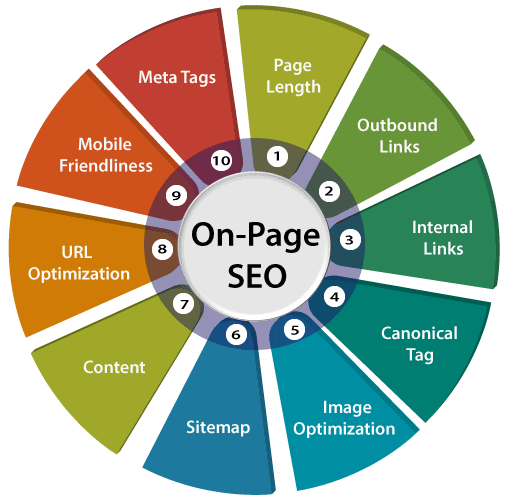 On-Page
SEO
1
Page
Length
2
Outbound
Links
3
Internal
Links
4
Canonical
Tag
5
Image
Optimization
6
Sitemap
7
Content
8
URL
Optimization
9
Mobile
Friendliness
10
Meta Tags